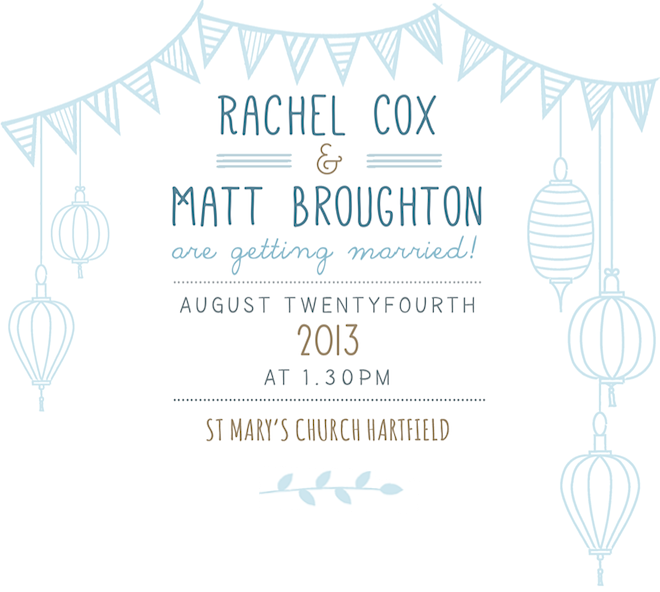 RACHEL COX
&
MATT BROUGHTON
are getting married!
AUGUST TWENTYFOURTH
2013
AT 1.30PM
ST MARY'S CHURCH HARTFIELD